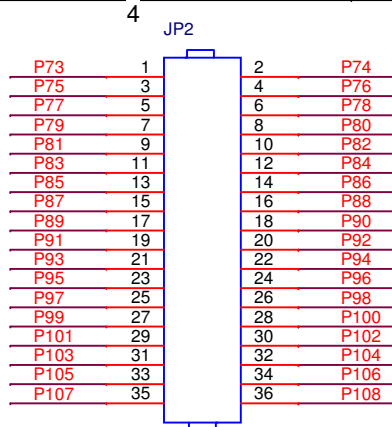 4
JP2
P73 1 2 P74
P75 3 4 P76
P77 5 6 P78
P79 7 8 P80
P81 9 10 P82
P83 11 12 P84
P85 13 14 P86
P87 15 16 P88
P89 17 18 P90
P91 19 20 P92
P93 21 22 P94
P95 23 24 P96
P97 25 26 P98
P99 27 28 P100
P101 29 30 P102
P103 31 32 P104
P105 33 34 P106
P107 35 36 P108